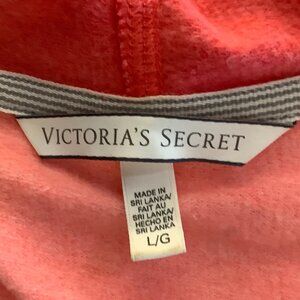 VICTORIA'S SECRET
MADE IN
SRI LANKA/
FAIT AU
SRI LANKA/
HECHO EN
SRI LANKA
L/G